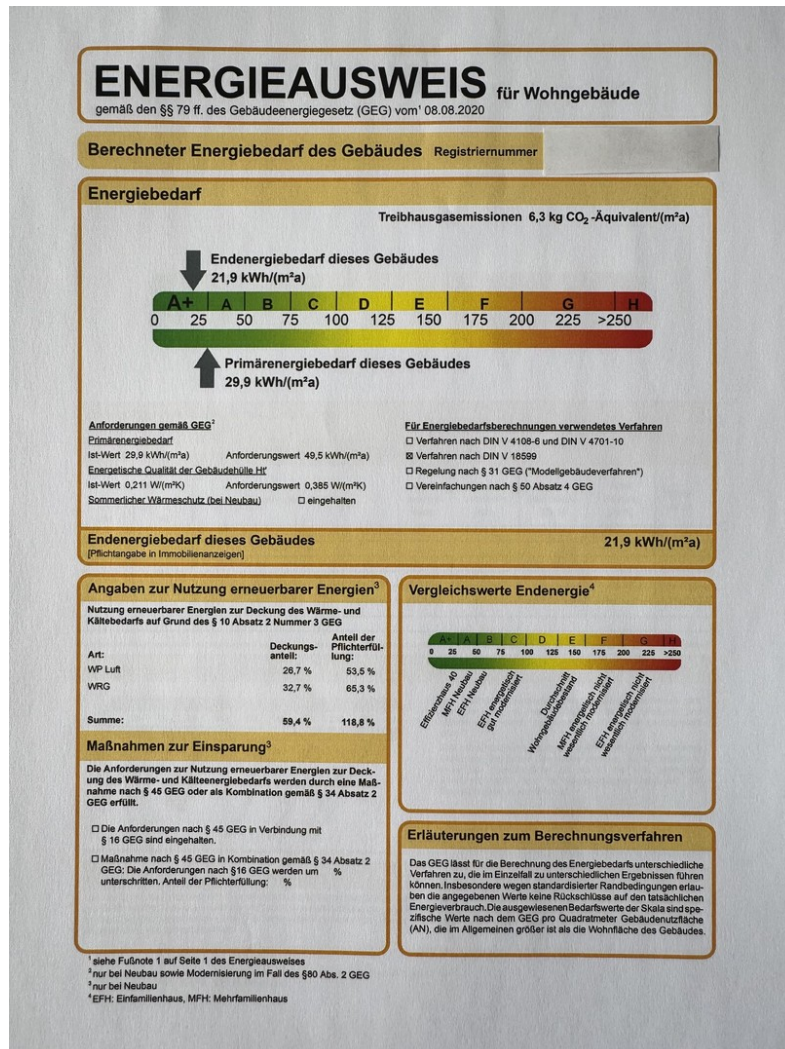 ENERGIEAUSWEIS für Wohngebäude
gemäß den §§ 79 ff. des Gebäudeenergiegesetz (GEG) vom¹ 08.08.2020
Berechneter Energiebedarf des Gebäudes Registriernummer
Energiebedarf
Treibhausgasemissionen 6,3 kg CO₂-Äquivalent/(m²a)
Endenergiebedarf dieses Gebäudes
21,9 kWh/(m²a)
A+ A B C D E F G H
0 25 50 75 100 125 150 175 200 225 >250
Primärenergiebedarf dieses Gebäudes
29,9 kWh/(m²a)
Anforderungen gemäß GEG²
Primärenergiebedarf
Ist-Wert 29,9 kWh/(m²a) Anforderungswert 49,5 kWh/(m²a)
Energetische Qualität der Gebäudehülle Ht'
Ist-Wert 0,211 W/(m²K) Anforderungswert 0,385 W/(m²K)
Sommerlicher Wärmeschutz (bei Neubau) ☐ eingehalten
Für Energiebedarfsberechnungen verwendetes Verfahren
☐ Verfahren nach DIN V 4108-6 und DIN V 4701-10
☒ Verfahren nach DIN V 18599
☐ Regelung nach § 31 GEG ("Modellgebäudeverfahren")
☐ Vereinfachungen nach § 50 Absatz 4 GEG
Endenergiebedarf dieses Gebäudes 21,9 kWh/(m²a)
[Pflichtangabe in Immobilienanzeigen]
Angaben zur Nutzung erneuerbarer Energien³
Nutzung erneuerbarer Energien zur Deckung des Wärme- und
Kältebedarfs auf Grund des § 10 Absatz 2 Nummer 3 GEG
Art: Deckungs-
anteil: Anteil der
Pflichterfül-
lung:
WP Luft 26,7 % 53,5 %
WRG 32,7 % 65,3 %
Summe: 59,4 % 118,8 %
Maßnahmen zur Einsparung³
Die Anforderungen zur Nutzung erneuerbarer Energien zur Deck-
ung des Wärme- und Kälteenergiebedarfs werden durch eine Maß-
nahme nach § 45 GEG oder als Kombination gemäß § 34 Absatz 2
GEG erfüllt.
☐ Die Anforderungen nach § 45 GEG in Verbindung mit
§ 16 GEG sind eingehalten.
☐ Maßnahme nach § 45 GEG in Kombination gemäß § 34 Absatz 2
GEG: Die Anforderungen nach §16 GEG werden um %
unterschritten. Anteil der Pflichterfüllung: %
Vergleichswerte Endenergie⁴
A+ A B C D E F G H
0 25 50 75 100 125 150 175 200 225 >250
Effizienzhaus 40
MFH Neubau
EFH Neubau
EFH energetisch
gut modernisiert
Durchschnitt
Wohngebäudebestand
MFH energetisch nicht
wesentlich modernisiert
EFH energetisch nicht
wesentlich modernisiert
Erläuterungen zum Berechnungsverfahren
Das GEG lässt für die Berechnung des Energiebedarfs unterschiedliche
Verfahren zu, die im Einzelfall zu unterschiedlichen Ergebnissen führen
können. Insbesondere wegen standardisierter Randbedingungen erlau-
ben die angegebenen Werte keine Rückschlüsse auf den tatsächlichen
Energieverbrauch. Die ausgewiesenen Bedarfswerte der Skala sind spe-
zifische Werte nach dem GEG pro Quadratmeter Gebäudenutzfläche
(AN), die im Allgemeinen größer ist als die Wohnfläche des Gebäudes.
¹ siehe Fußnote 1 auf Seite 1 des Energieausweises
² nur bei Neubau sowie Modernisierung im Fall des §80 Abs. 2 GEG
³ nur bei Neubau
⁴ EFH: Einfamilienhaus, MFH: Mehrfamilienhaus